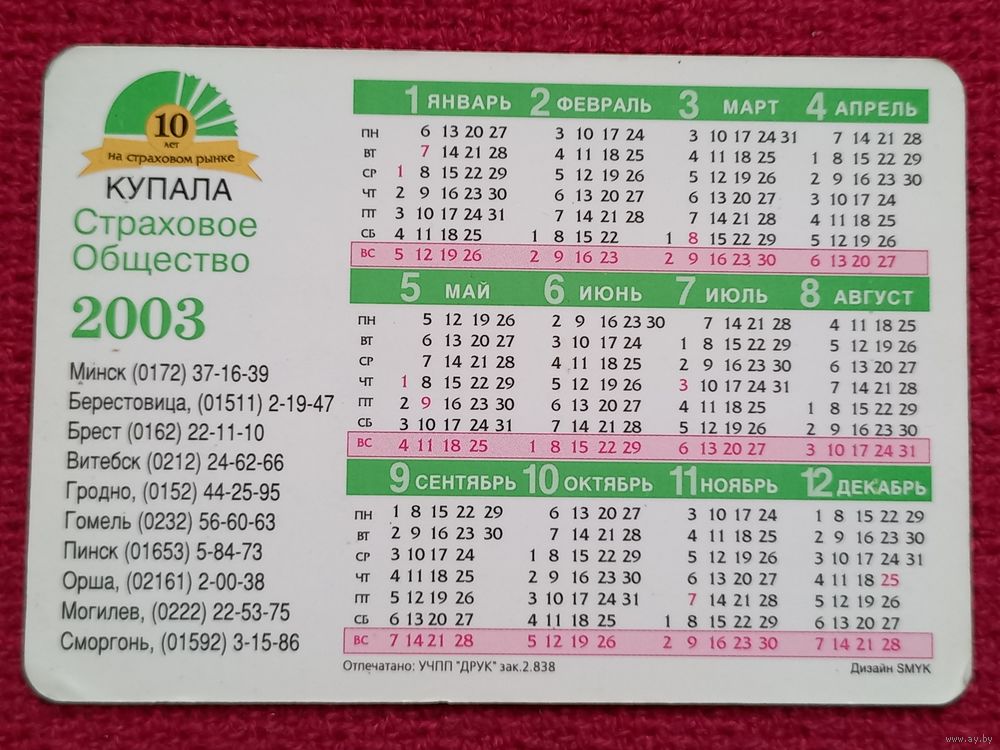 10
лет
на страховом рынке
КУПАЛА
Страховое
Общество
2003
Минск (0172) 37-16-39
Берестовица, (01511) 2-19-47
Брест (0162) 22-11-10
Витебск (0212) 24-62-66
Гродно, (0152) 44-25-95
Гомель (0232) 56-60-63
Пинск (01653) 5-84-73
Орша, (02161) 2-00-38
Могилев, (0222) 22-53-75
Сморгонь, (01592) 3-15-86
1 ЯНВАРЬ 2 ФЕВРАЛЬ 3 МАРТ 4 АПРЕЛЬ
ПН 6 13 20 27 3 10 17 24 3 10 17 24 31 7 14 21 28
ВТ 7 14 21 28 4 11 18 25 4 11 18 25 1 8 15 22 29
СР 1 8 15 22 29 5 12 19 26 5 12 19 26 2 9 16 23 30
ЧТ 2 9 16 23 30 6 13 20 27 6 13 20 27 3 10 17 24
ПТ 3 10 17 24 31 7 14 21 28 7 14 21 28 4 11 18 25
СБ 4 11 18 25 1 8 15 22 1 8 15 22 29 5 12 19 26
ВС 5 12 19 26 2 9 16 23 2 9 16 23 30 6 13 20 27
5 МАЙ 6 ИЮНЬ 7 ИЮЛЬ 8 АВГУСТ
ПН 5 12 19 26 2 9 16 23 30 7 14 21 28 4 11 18 25
ВТ 6 13 20 27 3 10 17 24 1 8 15 22 29 5 12 19 26
СР 7 14 21 28 4 11 18 25 2 9 16 23 30 6 13 20 27
ЧТ 1 8 15 22 29 5 12 19 26 3 10 17 24 31 7 14 21 28
ПТ 2 9 16 23 30 6 13 20 27 4 11 18 25 1 8 15 22 29
СБ 3 10 17 24 31 7 14 21 28 5 12 19 26 2 9 16 23 30
ВС 4 11 18 25 1 8 15 22 29 6 13 20 27 3 10 17 24 31
9 СЕНТЯБРЬ 10 ОКТЯБРЬ 11 НОЯБРЬ 12 ДЕКАБРЬ
ПН 1 8 15 22 29 6 13 20 27 3 10 17 24 1 8 15 22 29
ВТ 2 9 16 23 30 7 14 21 28 4 11 18 25 2 9 16 23 30
СР 3 10 17 24 1 8 15 22 29 5 12 19 26 3 10 17 24 31
ЧТ 4 11 18 25 2 9 16 23 30 6 13 20 27 4 11 18 25
ПТ 5 12 19 26 3 10 17 24 31 7 14 21 28 5 12 19 26
СБ 6 13 20 27 4 11 18 25 1 8 15 22 29 6 13 20 27
ВС 7 14 21 28 5 12 19 26 2 9 16 23 30 7 14 21 28
Отпечатано: УЧПП "ДРУК" зак.2.838 Дизайн SMYK
www.ay.by